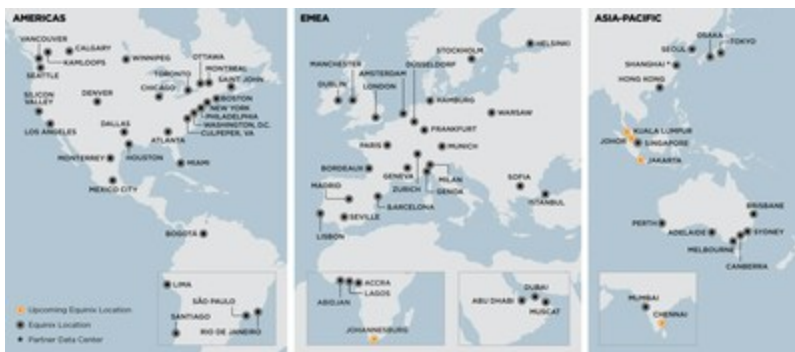 AMERICAS
VANCOUVER
CALGARY
KAMLOOPS
SEATTLE
WINNIPEG
OTTAWA
MONTRÉAL
TORONTO
SAINT JOHN
CHICAGO
SILICON
VALLEY
DENVER
BOSTON
NEW YORK
PHILADELPHIA
WASHINGTON, D.C.
CULPEPER, VA
LOS ANGELES
DALLAS
ATLANTA
MONTERREY
HOUSTON
MIAMI
MEXICO CITY
BOGOTÁ
LIMA
SÃO PAULO
SANTIAGO
RIO DE JANEIRO
Upcoming Equinix Location
Equinix Location
* Partner Data Center
EMEA
HELSINKI
STOCKHOLM
MANCHESTER
DÜSSELDORF
AMSTERDAM
DUBLIN
LONDON
HAMBURG
WARSAW
FRANKFURT
PARIS
MUNICH
BORDEAUX
GENEVA
MILAN
ZURICH
GENOA
MADRID
SOFIA
ISTANBUL
BARCELONA
SEVILLE
LISBON
ACCRA
LAGOS
ABIDJAN
JOHANNESBURG
DUBAI
ABU DHABI
MUSCAT
ASIA-PACIFIC
OSAKA
TOKYO
SEOUL
SHANGHAI *
HONG KONG
KUALA LUMPUR
JOHOR
SINGAPORE
JAKARTA
BRISBANE
PERTH
ADELAIDE
SYDNEY
MELBOURNE
CANBERRA
MUMBAI
CHENNAI